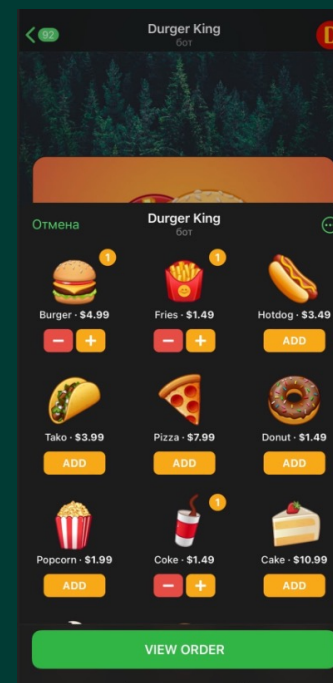 92
Durger King
бот
D
Отмена
Durger King
бот
1
1
Burger · $4.99
Fries · $1.49
Hotdog · $3.49
− +
− +
ADD
Tako · $3.99
Pizza · $7.99
Donut · $1.49
ADD
ADD
ADD
1
Popcorn · $1.99
Coke · $1.49
Cake · $10.99
ADD
− +
ADD
VIEW ORDER